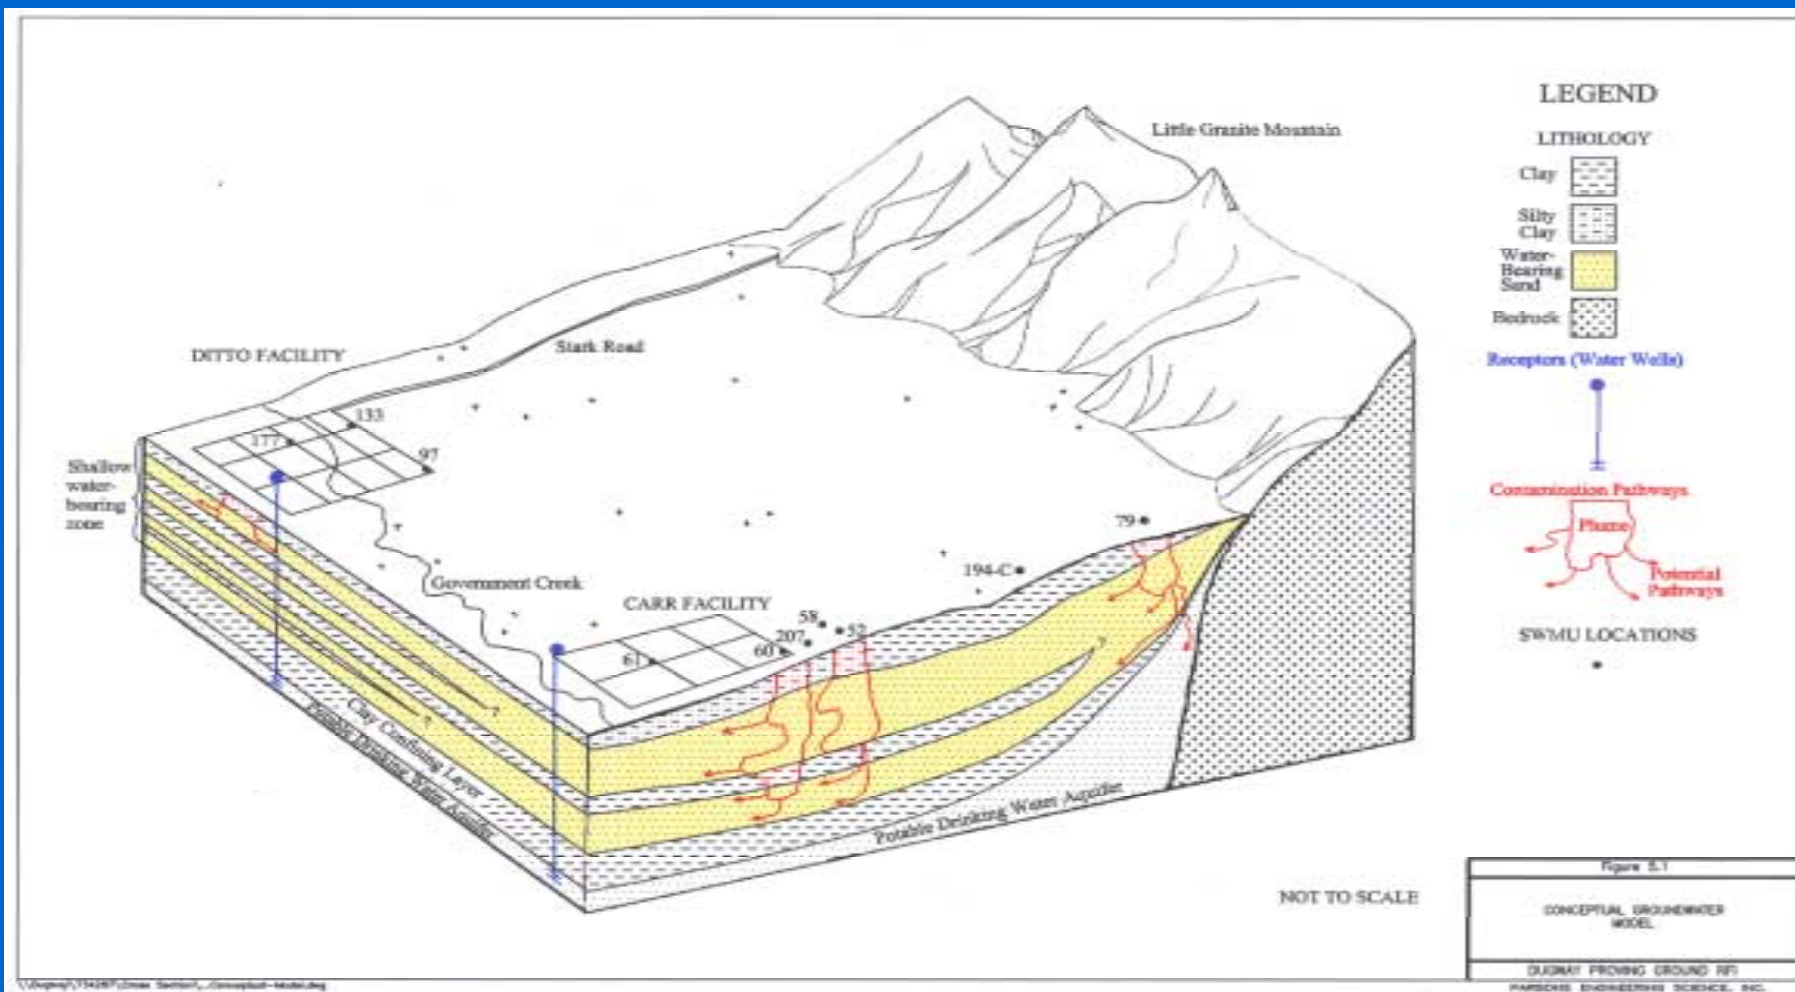 LEGEND
LITHOLOGY
Clay
Silty
Clay
Water-
Bearing
Sand
Bedrock
Receptors (Water Wells)
Contamination Pathways
Plume
Potential
Pathways
SWMU LOCATIONS
Little Granite Mountain
Stark Road
DITTO FACILITY
133
177
97
Shallow
water-
bearing
zone
Government Creek
CARR FACILITY
79
194-C
58
52
207
60
61
?
?
?
Clay Confining Layer
Potable Drinking Water Aquifer
Potable Drinking Water Aquifer
NOT TO SCALE
Figure 5.1
CONCEPTUAL GROUNDWATER
MODEL
DUGWAY PROVING GROUND RFI
PARSONS ENGINEERING SCIENCE, INC.